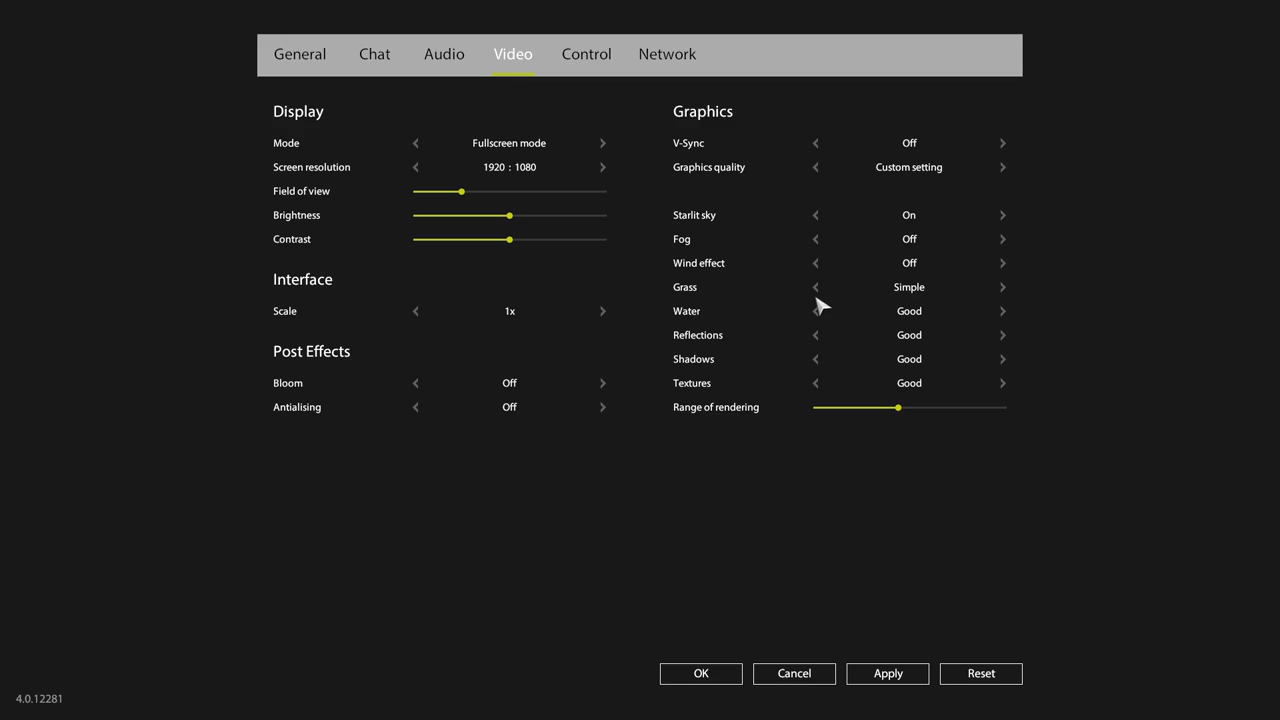 General Chat Audio Video Control Network
Display
Mode Fullscreen mode
Screen resolution 1920 : 1080
Field of view
Brightness
Contrast
Interface
Scale 1x
Post Effects
Bloom Off
Antialising Off
Graphics
V-Sync Off
Graphics quality Custom setting
Starlit sky On
Fog Off
Wind effect Off
Grass Simple
Water Good
Reflections Good
Shadows Good
Textures Good
Range of rendering
OK Cancel Apply Reset
4.0.12281